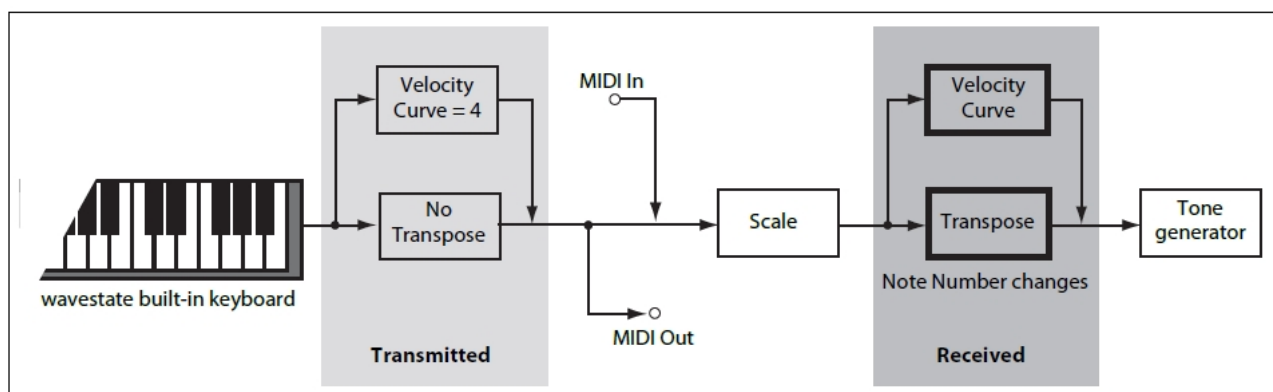 Velocity
Curve = 4
MIDI In
Velocity
Curve
No
Transpose
Scale
Transpose
Tone
generator
Note Number changes
wavestate built-in keyboard
MIDI Out
Transmitted
Received